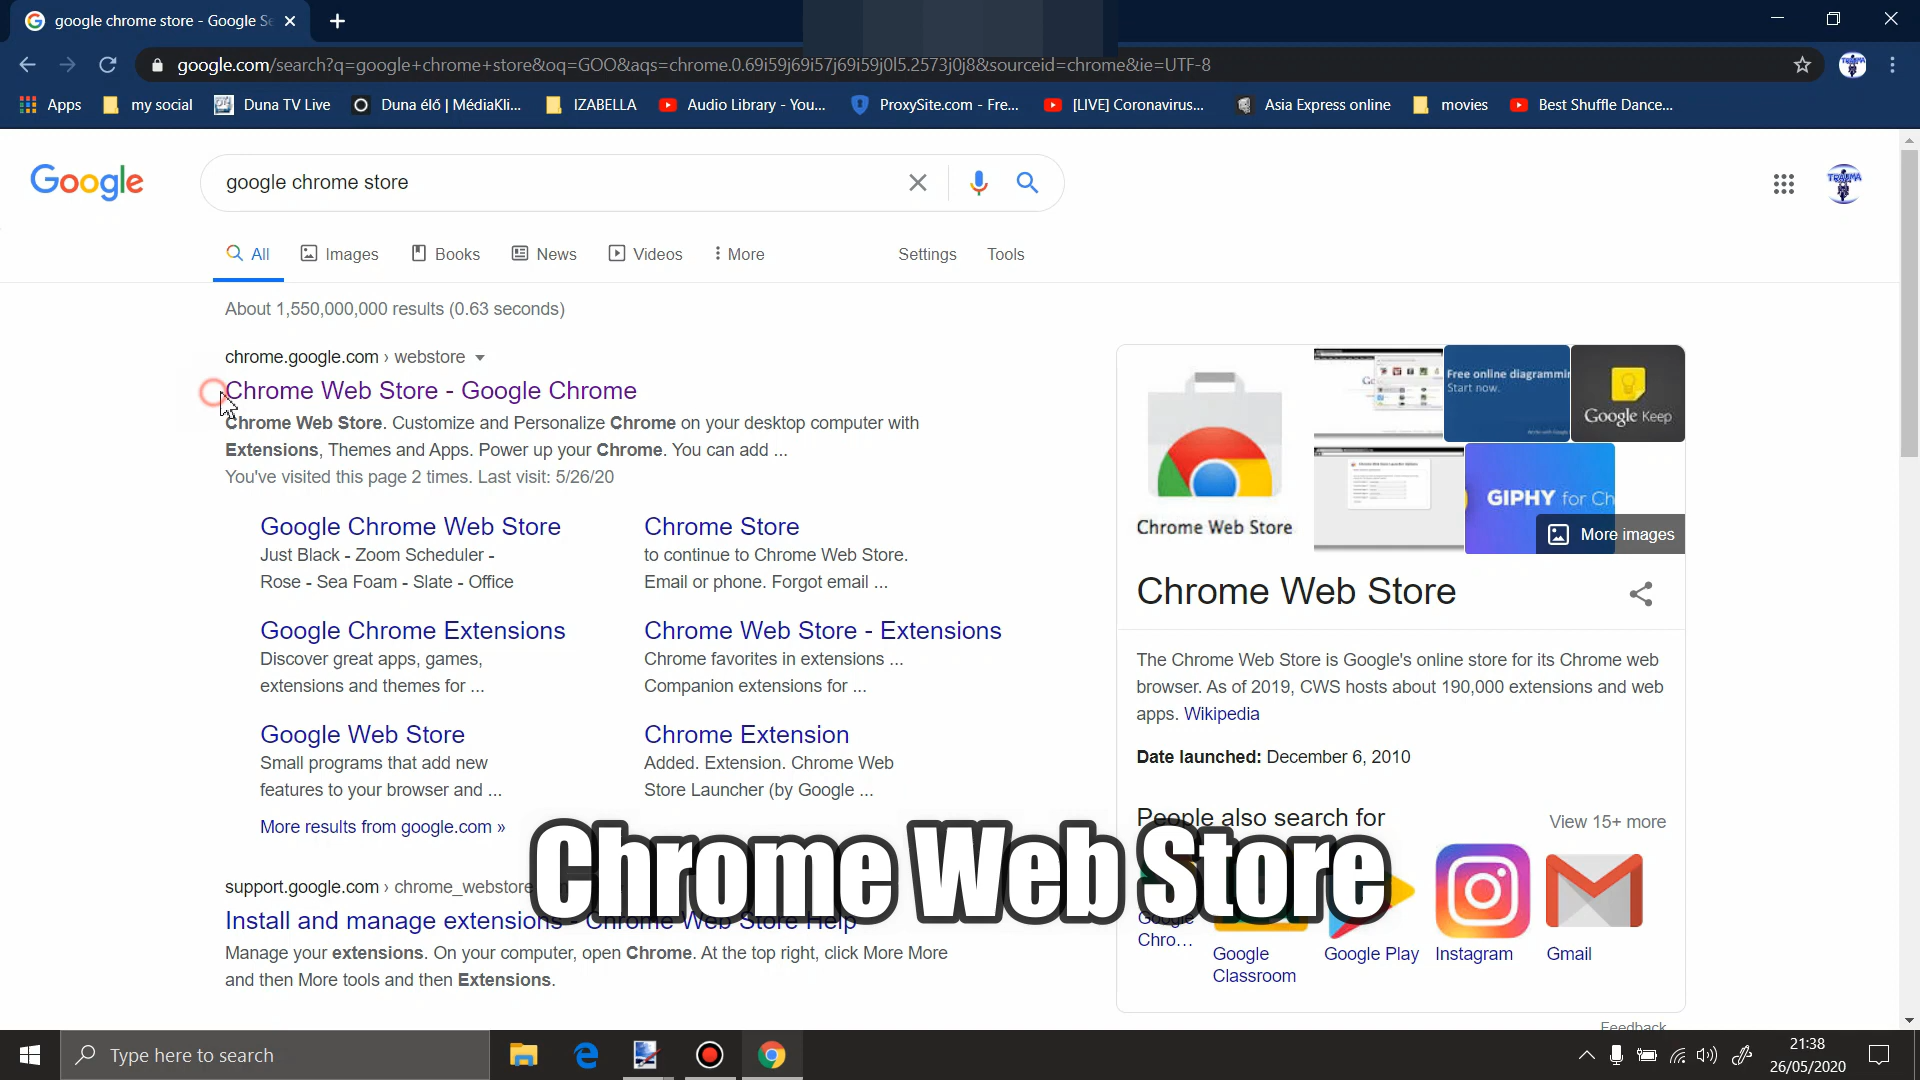 google chrome store - Google Se
google.com/search?q=google+chrome+store&oq=GOO&aqs=chrome.0.69i59j69i57j69i59j0l5.2573j0j8&sourceid=chrome&ie=UTF-8
Apps my social Duna TV Live Duna élő | MédiaKli... IZABELLA Audio Library - You... ProxySite.com - Fre... [LIVE] Coronavirus... Asia Express online movies Best Shuffle Dance...
Google
google chrome store
TRAUMA
All Images Books News Videos More Settings Tools
About 1,550,000,000 results (0.63 seconds)
chrome.google.com › webstore
Chrome Web Store - Google Chrome
Chrome Web Store. Customize and Personalize Chrome on your desktop computer with
Extensions, Themes and Apps. Power up your Chrome. You can add ...
You've visited this page 2 times. Last visit: 5/26/20
Google Chrome Web Store
Just Black - Zoom Scheduler -
Rose - Sea Foam - Slate - Office
Chrome Store
to continue to Chrome Web Store.
Email or phone. Forgot email ...
Google Chrome Extensions
Discover great apps, games,
extensions and themes for ...
Chrome Web Store - Extensions
Chrome favorites in extensions ...
Companion extensions for ...
Google Web Store
Small programs that add new
features to your browser and ...
Chrome Extension
Added. Extension. Chrome Web
Store Launcher (by Google ...
More results from google.com »
support.google.com › chrome_webstore
Install and manage extensions - Chrome Web Store Help
Manage your extensions. On your computer, open Chrome. At the top right, click More More
and then More tools and then Extensions.
Chrome Web Store
Free online diagrammin
Start now.
Google Keep
GIPHY for Ch
More images
Chrome Web Store
The Chrome Web Store is Google's online store for its Chrome web
browser. As of 2019, CWS hosts about 190,000 extensions and web
apps. Wikipedia
Date launched: December 6, 2010
People also search for
View 15+ more
Google
Chro...
Google
Classroom
Google Play
Instagram
Gmail
Feedback
Chrome Web Store
Type here to search
21:38
26/05/2020